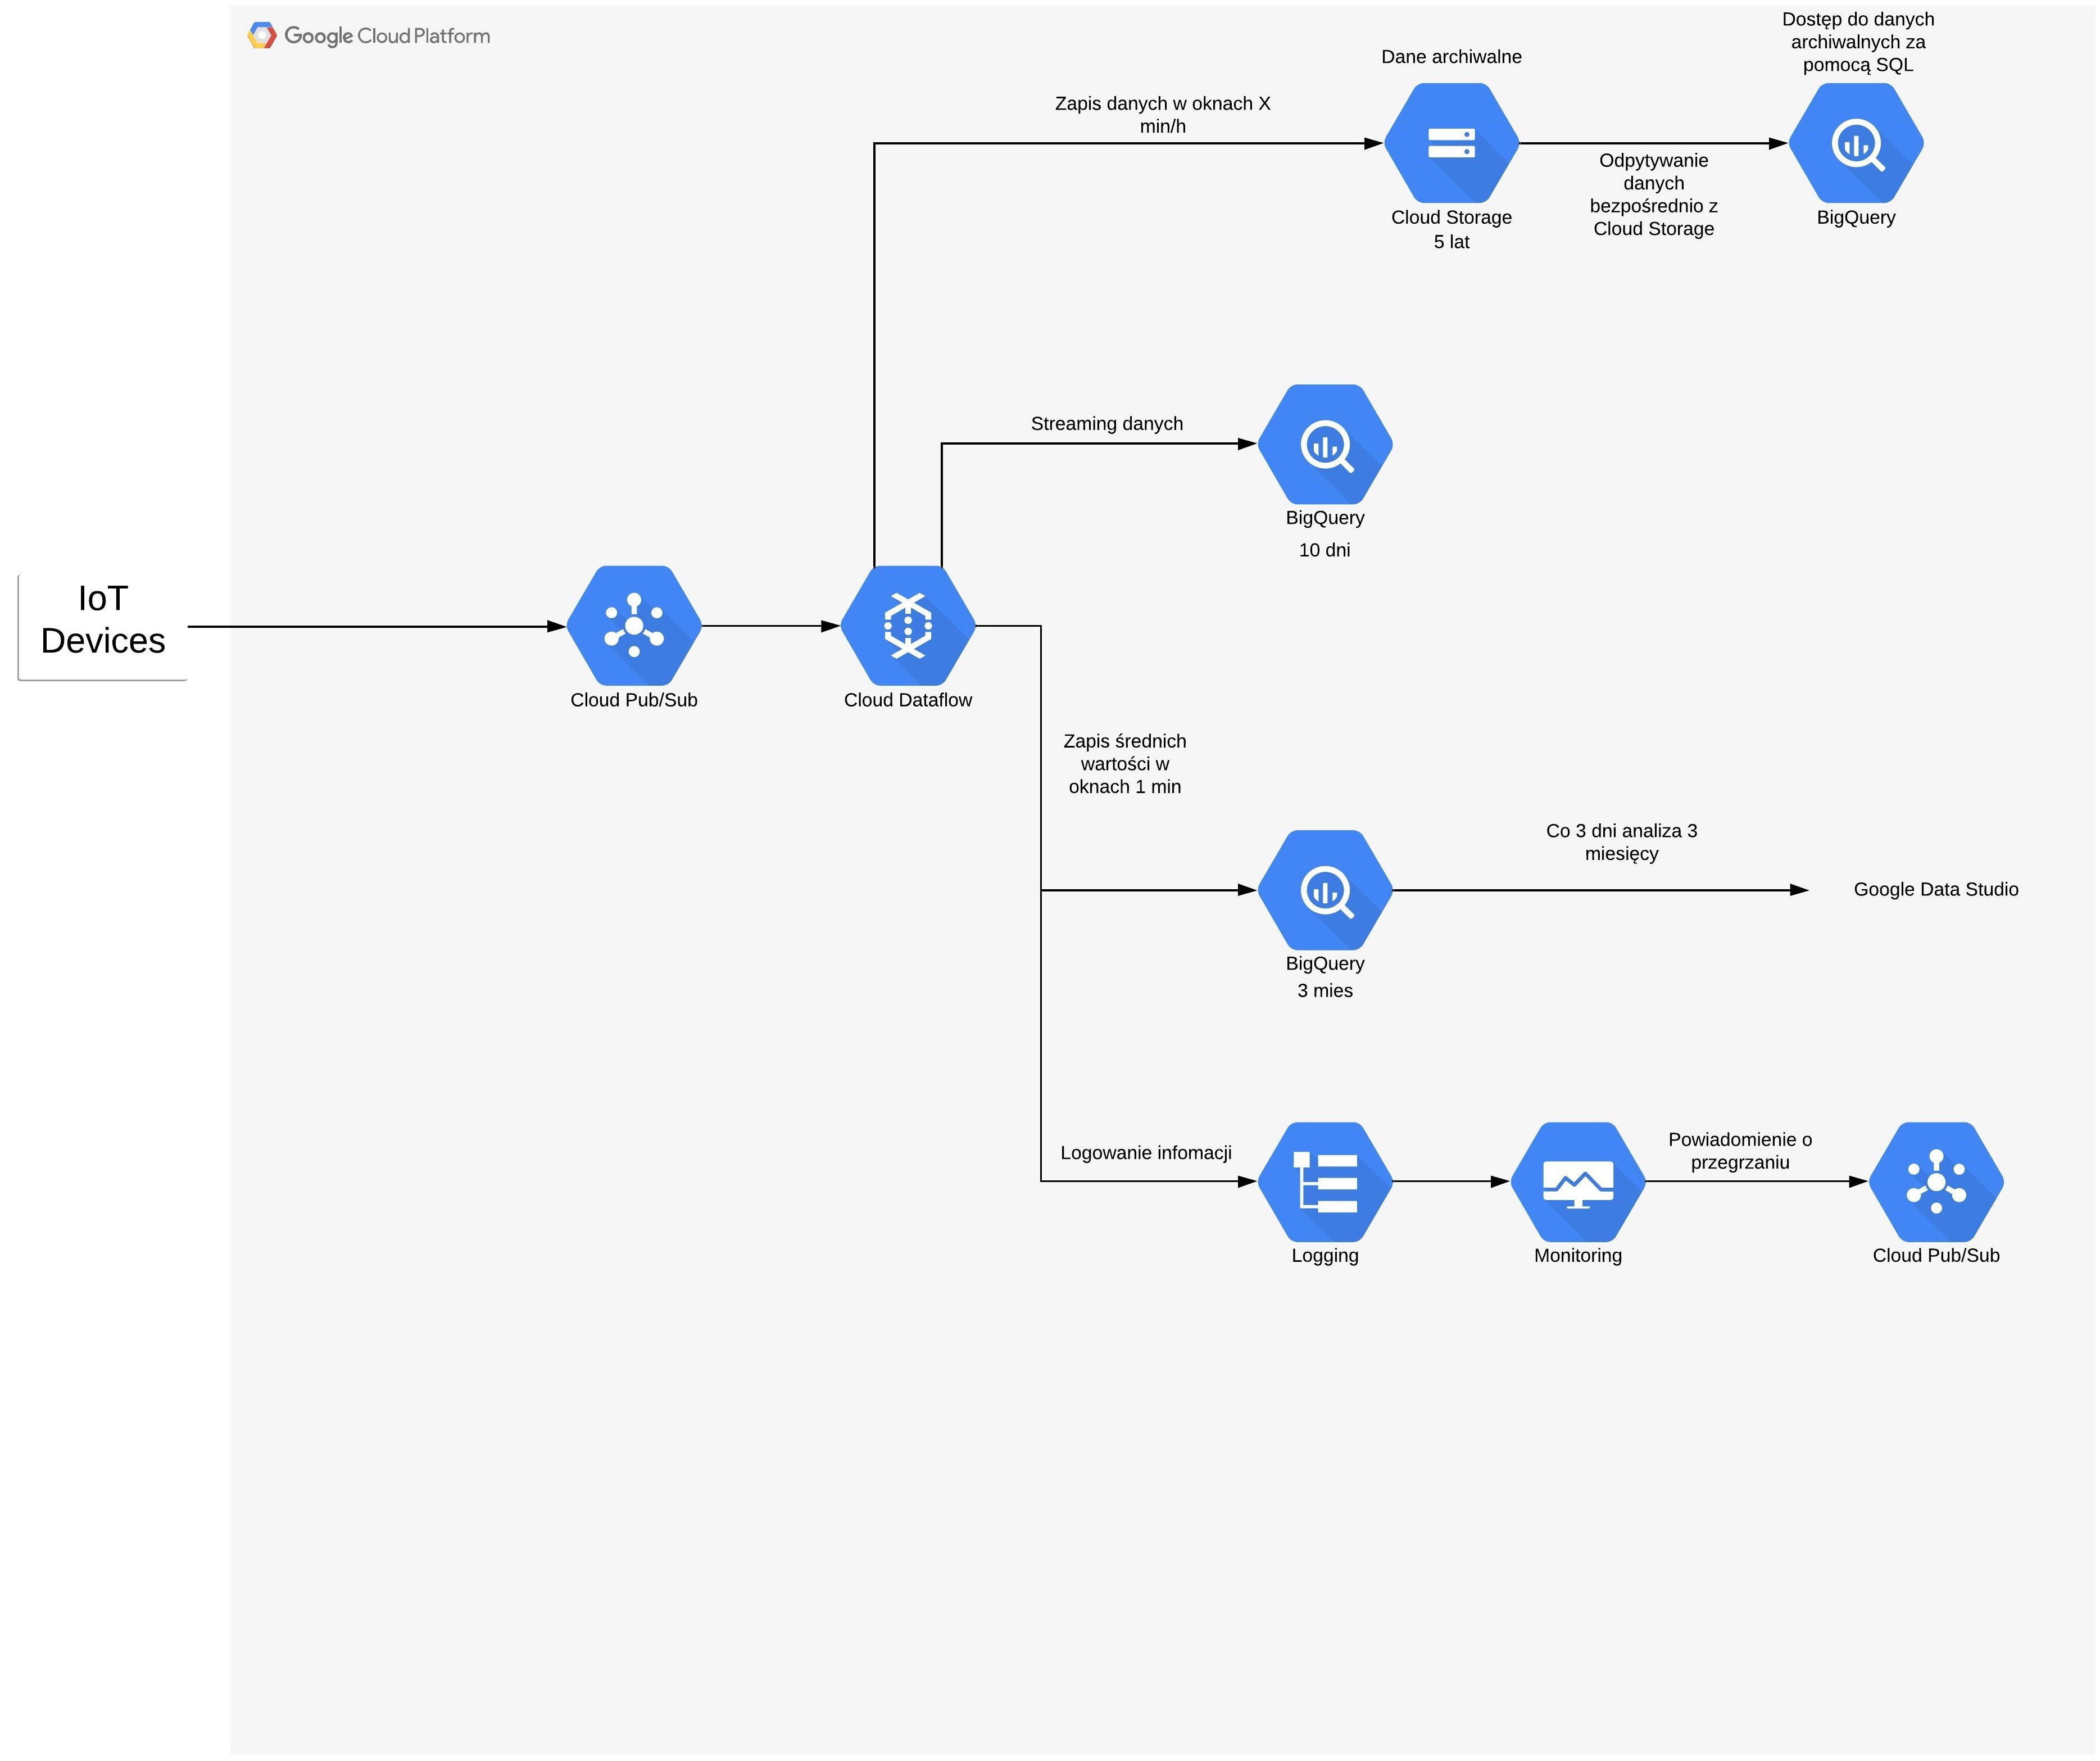 Google Cloud Platform
Dostęp do danych
archiwalnych za
pomocą SQL
Dane archiwalne
Zapis danych w oknach X
min/h
Odpytywanie
danych
bezpośrednio z
Cloud Storage
Cloud Storage
5 lat
BigQuery
Streaming danych
BigQuery
10 dni
IoT
Devices
Cloud Pub/Sub
Cloud Dataflow
Zapis średnich
wartości w
oknach 1 min
Co 3 dni analiza 3
miesięcy
Google Data Studio
BigQuery
3 mies
Logowanie infomacji
Powiadomienie o
przegrzaniu
Logging
Monitoring
Cloud Pub/Sub